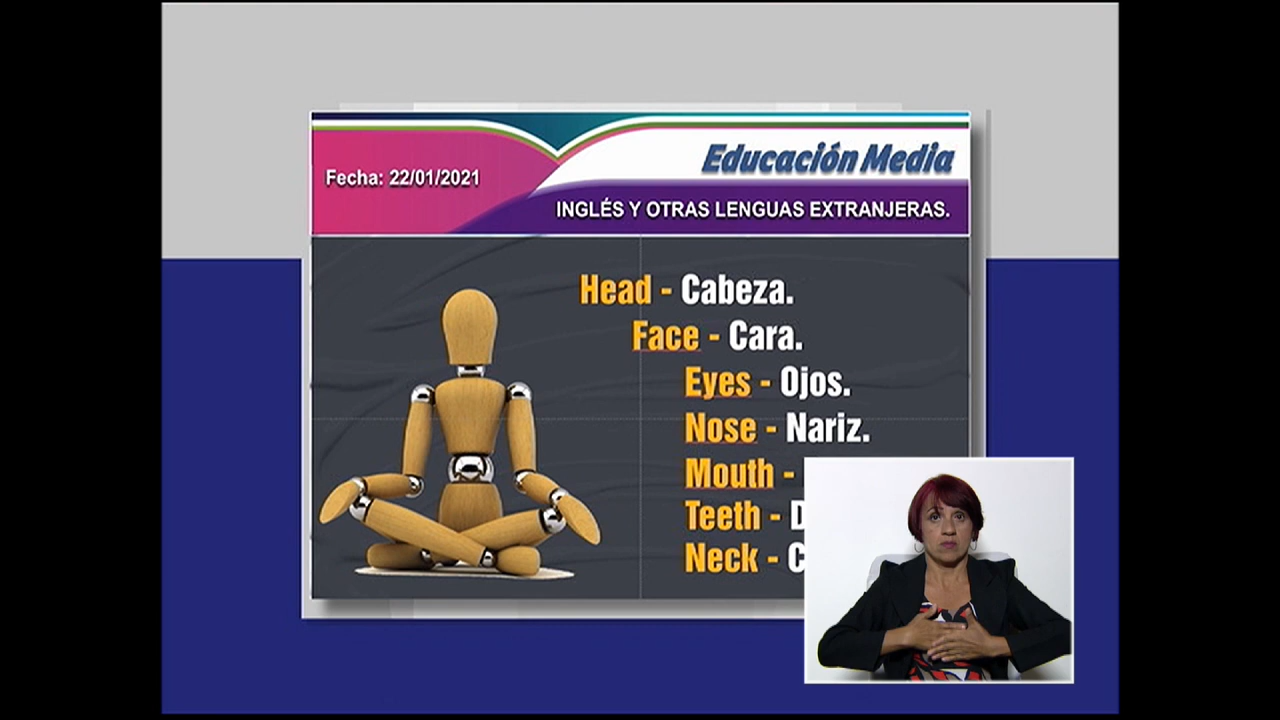 Educación Media
Fecha: 22/01/2021
INGLÉS Y OTRAS LENGUAS EXTRANJERAS.
Head - Cabeza.
Face - Cara.
Eyes - Ojos.
Nose - Nariz.
Mouth -
Teeth - D
Neck - C